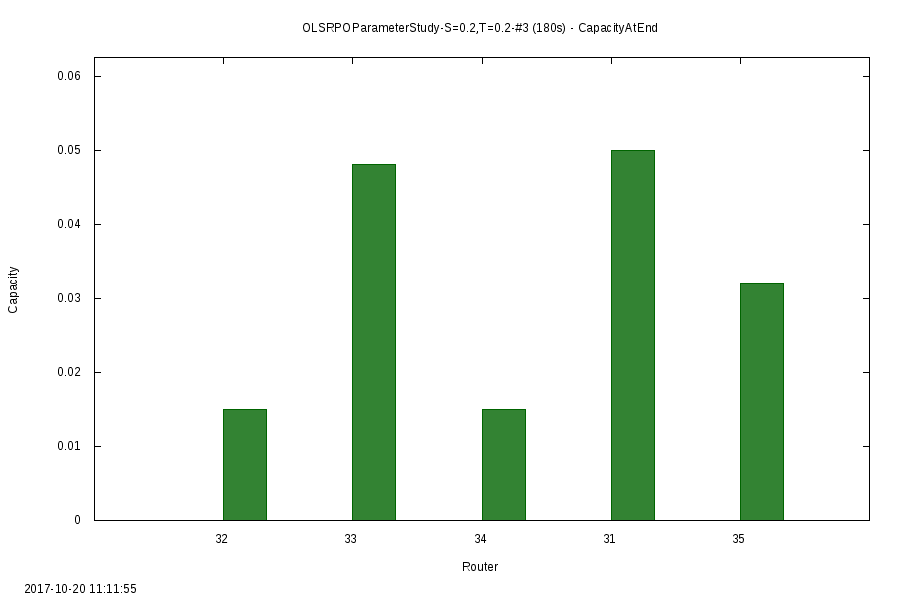 OLSRPOParameterStudy-S=0.2,T=0.2-#3 (180s) - CapacityAtEnd
0.06
0.05
0.04
0.03
0.02
0.01
0
Capacity
32 33 34 31 35
Router
2017-10-20 11:11:55